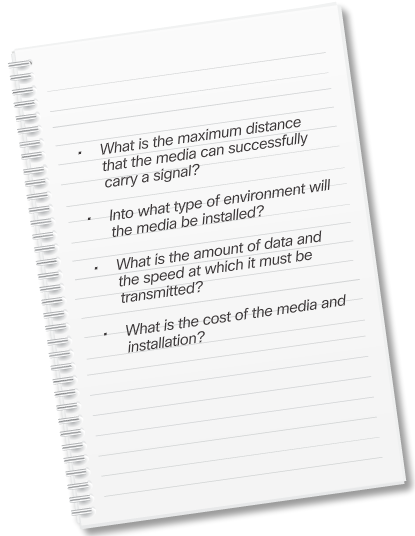 · What is the maximum distance
that the media can successfully
carry a signal?
· Into what type of environment will
the media be installed?
· What is the amount of data and
the speed at which it must be
transmitted?
· What is the cost of the media and
installation?